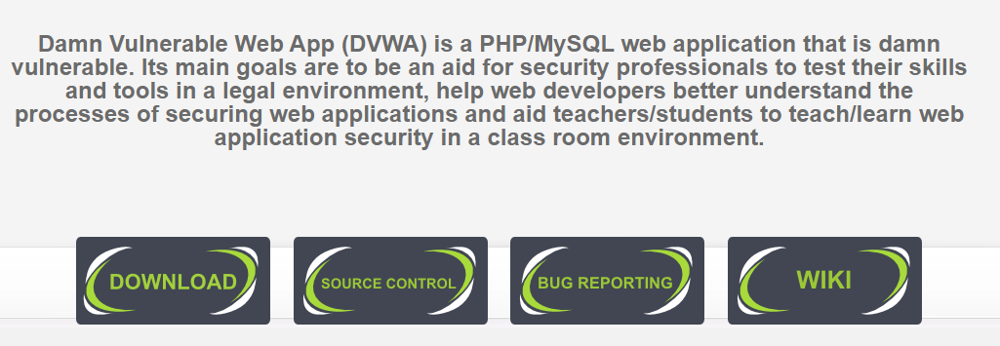 Damn Vulnerable Web App (DVWA) is a PHP/MySQL web application that is damn
vulnerable. Its main goals are to be an aid for security professionals to test their skills
and tools in a legal environment, help web developers better understand the
processes of securing web applications and aid teachers/students to teach/learn web
application security in a class room environment.
DOWNLOAD
SOURCE CONTROL
BUG REPORTING
WIKI